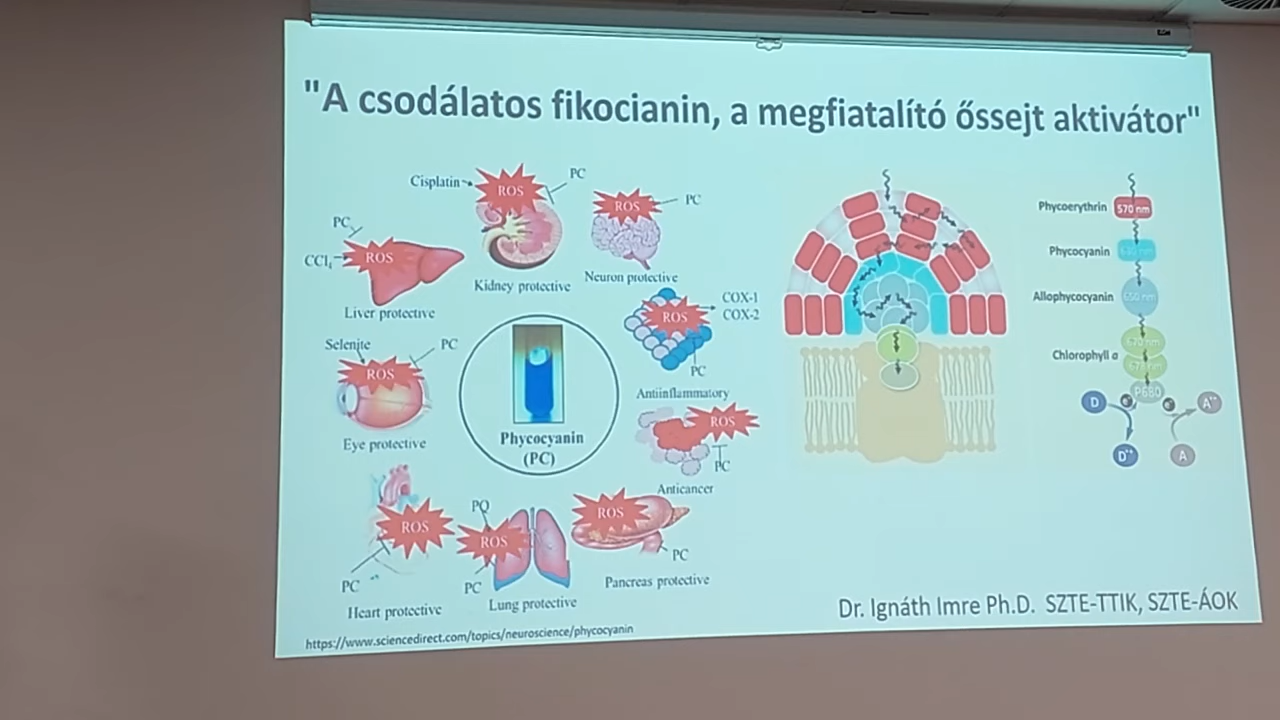 "A csodálatos fikocianin, a megfiatalító őssejt aktivátor"
Cisplatin
ROS
PC
Kidney protective
ROS
PC
Neuron protective
PC
CCl4
ROS
Liver protective
COX-1
COX-2
ROS
PC
Antiinflammatory
Selenite
PC
ROS
Eye protective
Phycocyanin
(PC)
ROS
PC
Anticancer
ROS
PC
Heart protective
PQ
ROS
PC
Lung protective
ROS
PC
Pancreas protective
Phycoerythrin
570 nm
Phycocyanin
Allophycocyanin
650 nm
Chlorophyll a
670 nm
P680
D
e
e
D
A
A
Dr. Ignáth Imre Ph.D. SZTE-TTIK, SZTE-ÁOK
https://www.sciencedirect.com/topics/neuroscience/phycocyanin